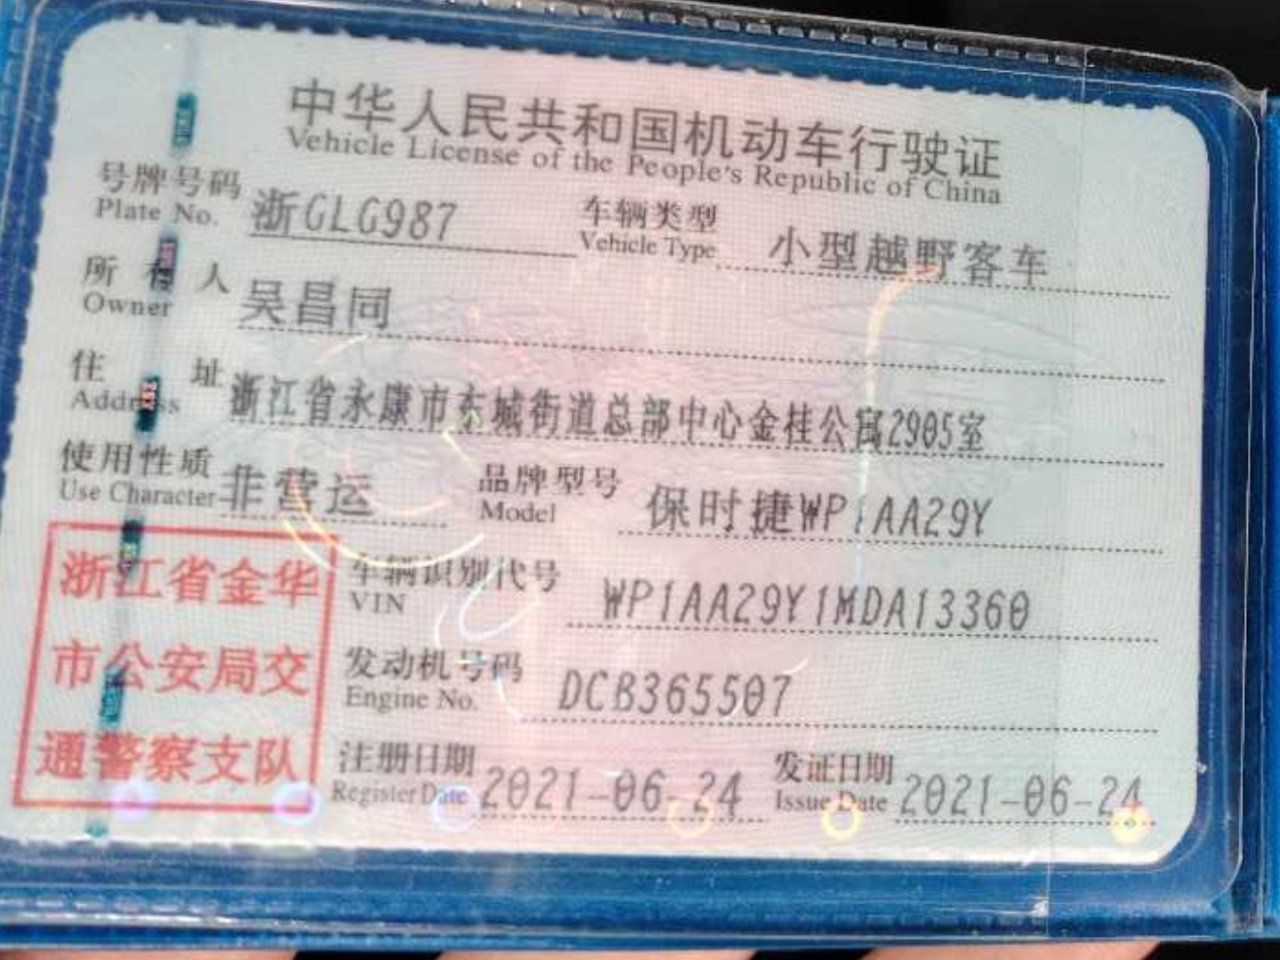 中华人民共和国机动车行驶证
Vehicle License of the People's Republic of China
号牌号码 浙GLG987 车辆类型 小型越野客车
Plate No. Vehicle Type
所有人 吴昌同
Owner
住址 浙江省永康市东城街道总部中心金桂公寓2905室
Address
使用性质 非营运 品牌型号 保时捷WP1AA29Y
Use Character Model
浙江省金华
市公安局交
通警察支队
车辆识别代号 WP1AA29Y1MDA13360
VIN
发动机号码 DCB365507
Engine No.
注册日期 2021-06-24 发证日期 2021-06-24
Register Date Issue Date